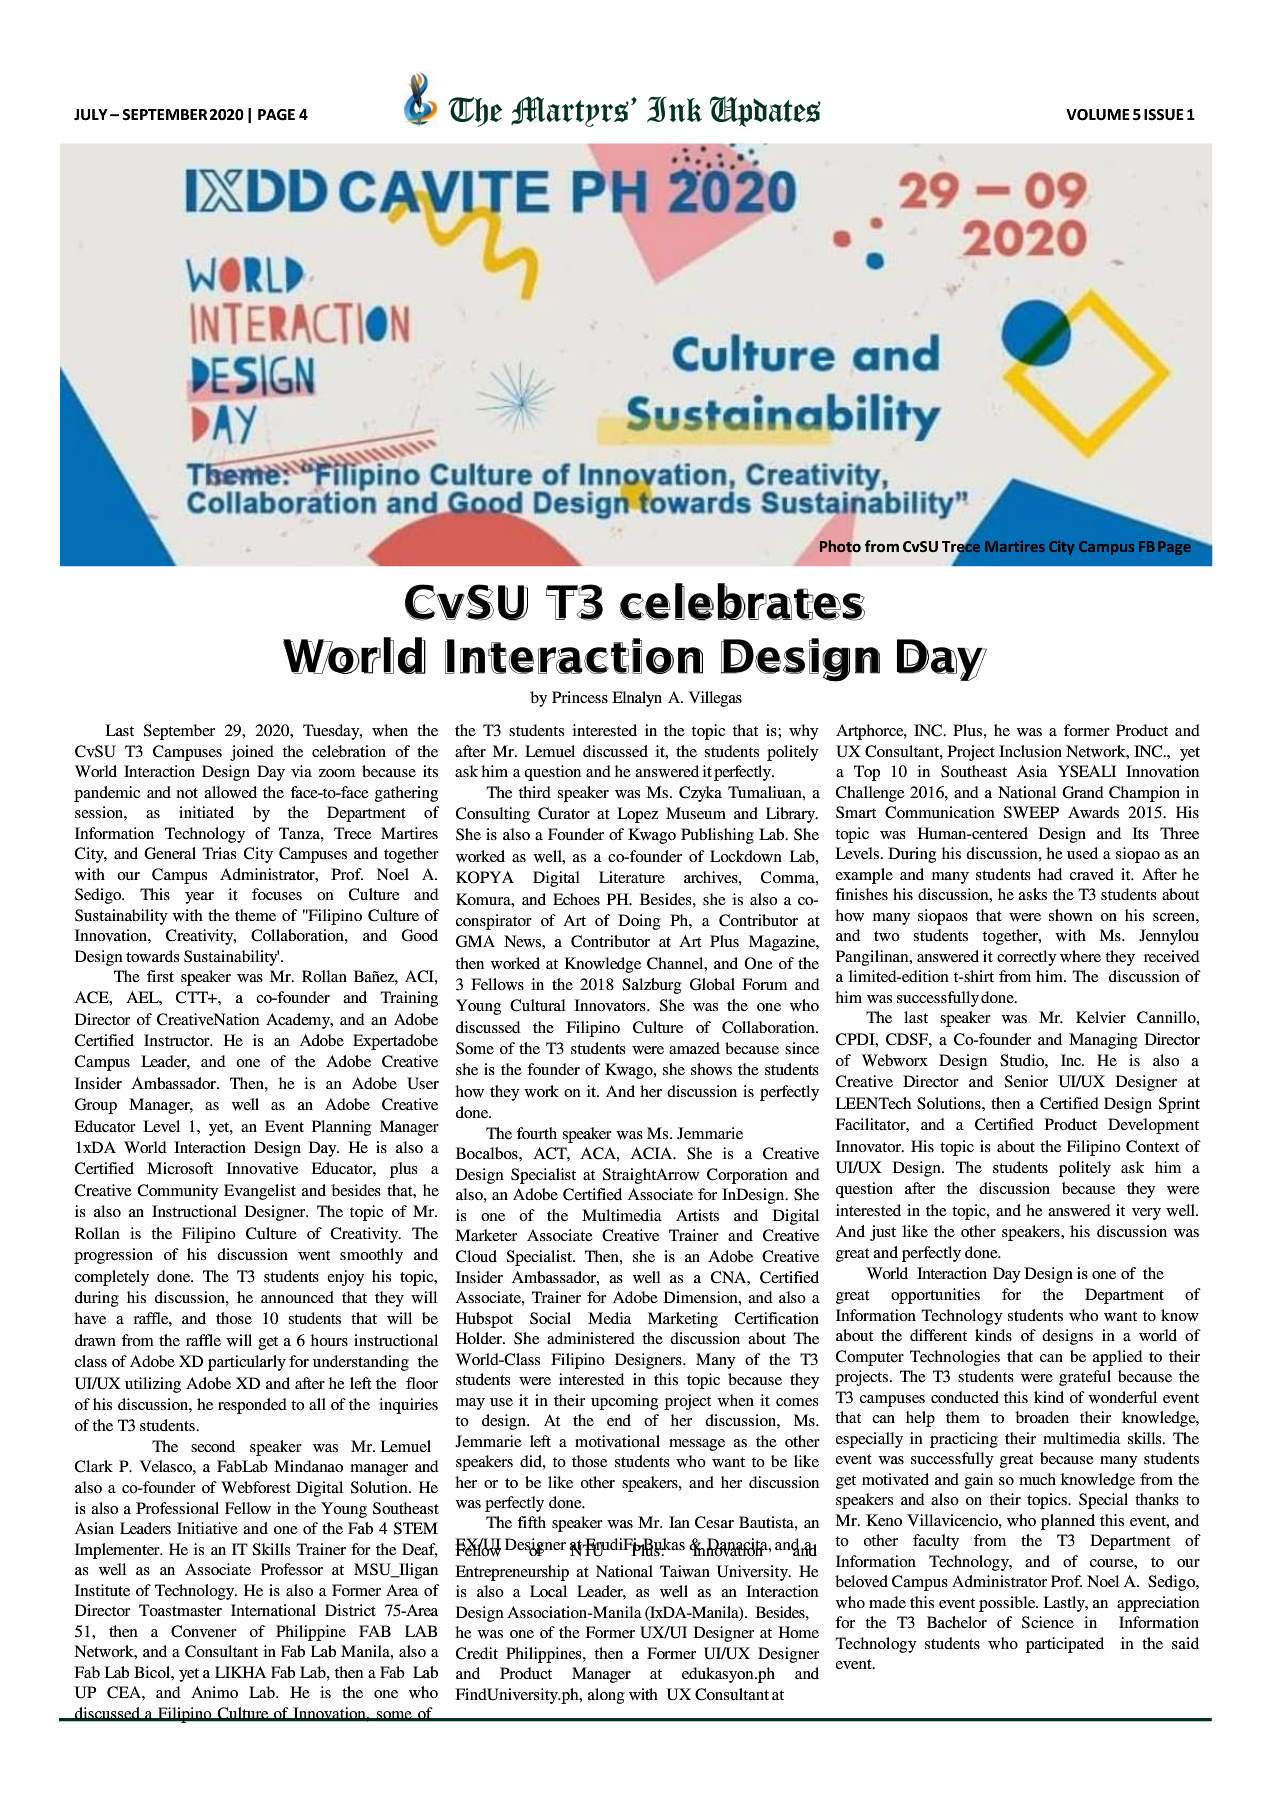 JULY – SEPTEMBER 2020 | PAGE 4
The Martyrs' Ink Updates
VOLUME 5 ISSUE 1
IXDD CAVITE PH 2020
29 – 09
2020
WORLD
INTERACTION
DESIGN
DAY
Culture and
Sustainability
Theme: "Filipino Culture of Innovation, Creativity,
Collaboration and Good Design towards Sustainability"
Photo from CvSU Trece Martires City Campus FB Page
CvSU T3 celebrates
World Interaction Design Day
by Princess Elnalyn A. Villegas
Last September 29, 2020, Tuesday, when the
CvSU T3 Campuses joined the celebration of the
World Interaction Design Day via zoom because its
pandemic and not allowed the face-to-face gathering
session, as initiated by the Department of
Information Technology of Tanza, Trece Martires
City, and General Trias City Campuses and together
with our Campus Administrator, Prof. Noel A.
Sedigo. This year it focuses on Culture and
Sustainability with the theme of "Filipino Culture of
Innovation, Creativity, Collaboration, and Good
Design towards Sustainability'.
The first speaker was Mr. Rollan Bañez, ACI,
ACE, AEL, CTT+, a co-founder and Training
Director of CreativeNation Academy, and an Adobe
Certified Instructor. He is an Adobe Expertadobe
Campus Leader, and one of the Adobe Creative
Insider Ambassador. Then, he is an Adobe User
Group Manager, as well as an Adobe Creative
Educator Level 1, yet, an Event Planning Manager
1xDA World Interaction Design Day. He is also a
Certified Microsoft Innovative Educator, plus a
Creative Community Evangelist and besides that, he
is also an Instructional Designer. The topic of Mr.
Rollan is the Filipino Culture of Creativity. The
progression of his discussion went smoothly and
completely done. The T3 students enjoy his topic,
during his discussion, he announced that they will
have a raffle, and those 10 students that will be
drawn from the raffle will get a 6 hours instructional
class of Adobe XD particularly for understanding the
UI/UX utilizing Adobe XD and after he left the floor
of his discussion, he responded to all of the inquiries
of the T3 students.
The second speaker was Mr. Lemuel
Clark P. Velasco, a FabLab Mindanao manager and
also a co-founder of Webforest Digital Solution. He
is also a Professional Fellow in the Young Southeast
Asian Leaders Initiative and one of the Fab 4 STEM
Implementer. He is an IT Skills Trainer for the Deaf,
as well as an Associate Professor at MSU_Iligan
Institute of Technology. He is also a Former Area of
Director Toastmaster International District 75-Area
51, then a Convener of Philippine FAB LAB
Network, and a Consultant in Fab Lab Manila, also a
Fab Lab Bicol, yet a LIKHA Fab Lab, then a Fab Lab
UP CEA, and Animo Lab. He is the one who
discussed a Filipino Culture of Innovation, some of
the T3 students interested in the topic that is; why
after Mr. Lemuel discussed it, the students politely
ask him a question and he answered it perfectly.
The third speaker was Ms. Czyka Tumaliuan, a
Consulting Curator at Lopez Museum and Library.
She is also a Founder of Kwago Publishing Lab. She
worked as well, as a co-founder of Lockdown Lab,
KOPYA Digital Literature archives, Comma,
Komura, and Echoes PH. Besides, she is also a co-
conspirator of Art of Doing Ph, a Contributor at
GMA News, a Contributor at Art Plus Magazine,
then worked at Knowledge Channel, and One of the
3 Fellows in the 2018 Salzburg Global Forum and
Young Cultural Innovators. She was the one who
discussed the Filipino Culture of Collaboration.
Some of the T3 students were amazed because since
she is the founder of Kwago, she shows the students
how they work on it. And her discussion is perfectly
done.
The fourth speaker was Ms. Jemmarie
Bocalbos, ACT, ACA, ACIA. She is a Creative
Design Specialist at StraightArrow Corporation and
also, an Adobe Certified Associate for InDesign. She
is one of the Multimedia Artists and Digital
Marketer Associate Creative Trainer and Creative
Cloud Specialist. Then, she is an Adobe Creative
Insider Ambassador, as well as a CNA, Certified
Associate, Trainer for Adobe Dimension, and also a
Hubspot Social Media Marketing Certification
Holder. She administered the discussion about The
World-Class Filipino Designers. Many of the T3
students were interested in this topic because they
may use it in their upcoming project when it comes
to design. At the end of her discussion, Ms.
Jemmarie left a motivational message as the other
speakers did, to those students who want to be like
her or to be like other speakers, and her discussion
was perfectly done.
The fifth speaker was Mr. Ian Cesar Bautista, an
EX/UI Designer at ErudiFi-Bukas & Danacita, and a
Fellow of NTU Plus. Innovation and
Entrepreneurship at National Taiwan University. He
is also a Local Leader, as well as an Interaction
Design Association-Manila (IxDA-Manila). Besides,
he was one of the Former UX/UI Designer at Home
Credit Philippines, then a Former UI/UX Designer
and Product Manager at edukasyon.ph and
FindUniversity.ph, along with UX Consultant at
Artphorce, INC. Plus, he was a former Product and
UX Consultant, Project Inclusion Network, INC., yet
a Top 10 in Southeast Asia YSEALI Innovation
Challenge 2016, and a National Grand Champion in
Smart Communication SWEEP Awards 2015. His
topic was Human-centered Design and Its Three
Levels. During his discussion, he used a siopao as an
example and many students had craved it. After he
finishes his discussion, he asks the T3 students about
how many siopaos that were shown on his screen,
and two students together, with Ms. Jennylou
Pangilinan, answered it correctly where they received
a limited-edition t-shirt from him. The discussion of
him was successfully done.
The last speaker was Mr. Kelvier Cannillo,
CPDI, CDSF, a Co-founder and Managing Director
of Webworx Design Studio, Inc. He is also a
Creative Director and Senior UI/UX Designer at
LEENTech Solutions, then a Certified Design Sprint
Facilitator, and a Certified Product Development
Innovator. His topic is about the Filipino Context of
UI/UX Design. The students politely ask him a
question after the discussion because they were
interested in the topic, and he answered it very well.
And just like the other speakers, his discussion was
great and perfectly done.
World Interaction Day Design is one of the
great opportunities for the Department of
Information Technology students who want to know
about the different kinds of designs in a world of
Computer Technologies that can be applied to their
projects. The T3 students were grateful because the
T3 campuses conducted this kind of wonderful event
that can help them to broaden their knowledge,
especially in practicing their multimedia skills. The
event was successfully great because many students
get motivated and gain so much knowledge from the
speakers and also on their topics. Special thanks to
Mr. Keno Villavicencio, who planned this event, and
to other faculty from the T3 Department of
Information Technology, and of course, to our
beloved Campus Administrator Prof. Noel A. Sedigo,
who made this event possible. Lastly, an appreciation
for the T3 Bachelor of Science in Information
Technology students who participated in the said
event.